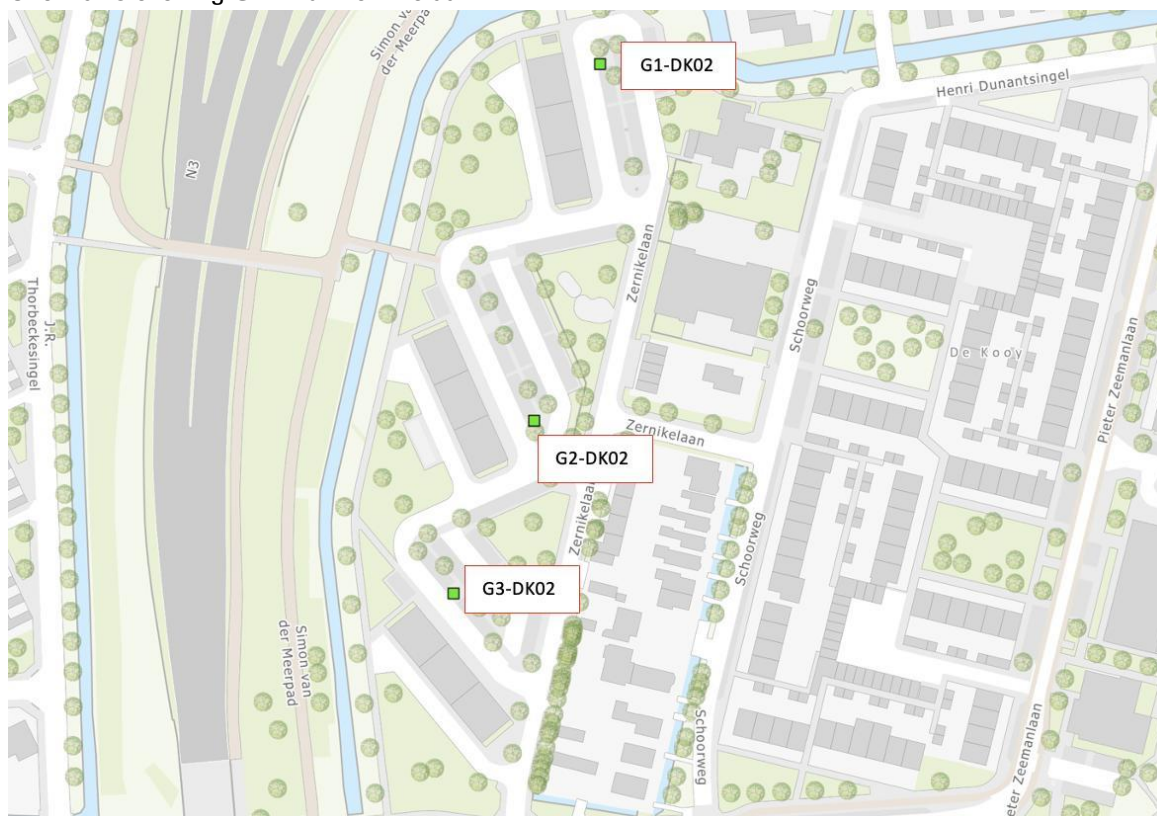 Simon van
der Meerpad
G1-DK02
Henri Dunantsingel
N3
Zernikelaan
Schoorweg
J.R.
Thorbeckesingel
De Kooy
Pieter Zeemanlaan
Zernikelaan
G2-DK02
Zernikelaan
Schoorweg
G3-DK02
Simon van
der Meerpad
Schoorweg
Pieter Zeemanlaan